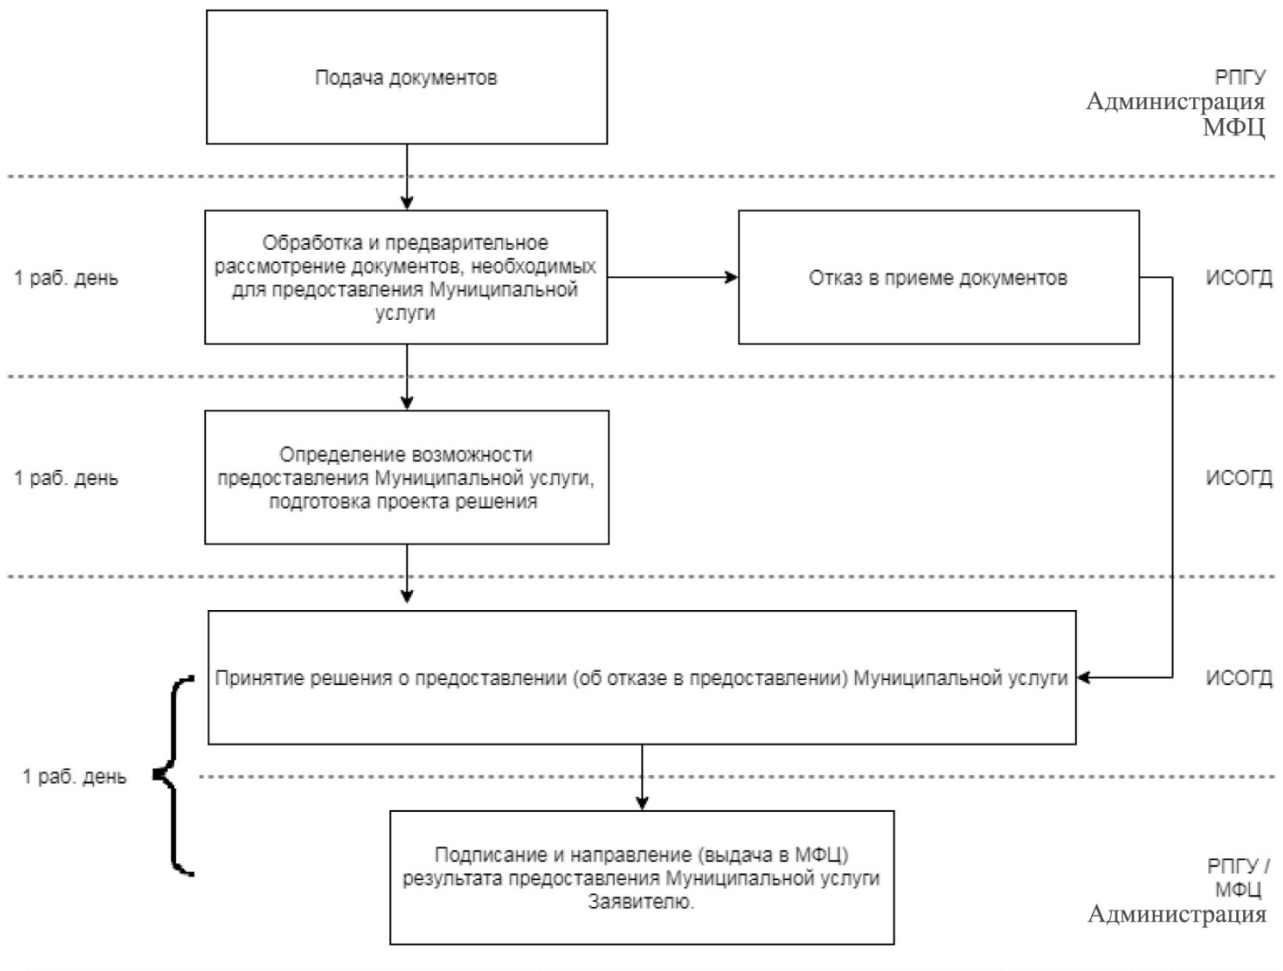 Подача документов
РПГУ
Администрация
МФЦ
1 раб. день
Обработка и предварительное
рассмотрение документов, необходимых
для предоставления Муниципальной
услуги
Отказ в приеме документов
ИСОГД
1 раб. день
Определение возможности
предоставления Муниципальной услуги,
подготовка проекта решения
ИСОГД
Принятие решения о предоставлении (об отказе в предоставлении) Муниципальной услуги
ИСОГД
1 раб. день
Подписание и направление (выдача в МФЦ)
результата предоставления Муниципальной услуги
Заявителю.
РПГУ /
МФЦ
Администрация